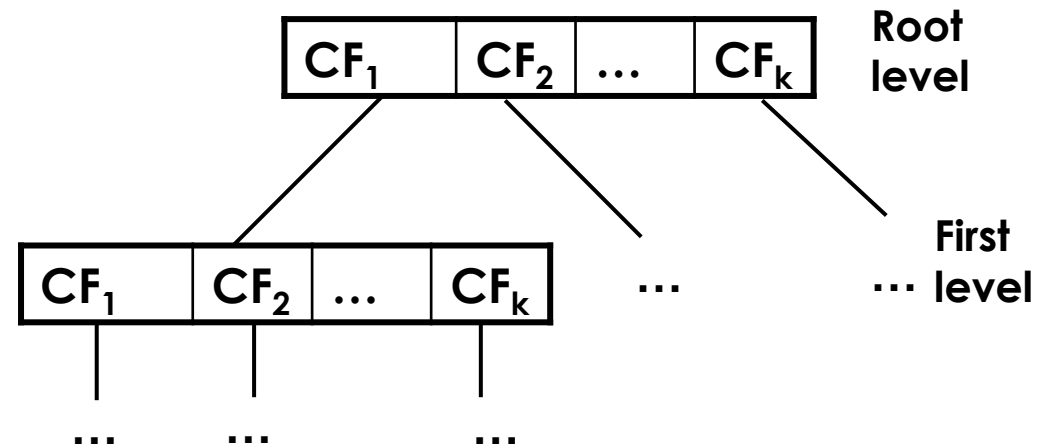 CF₁ CF₂ ... CFₖ
Root
level
First
level
CF₁ CF₂ ... CFₖ
... ...
... ... ...